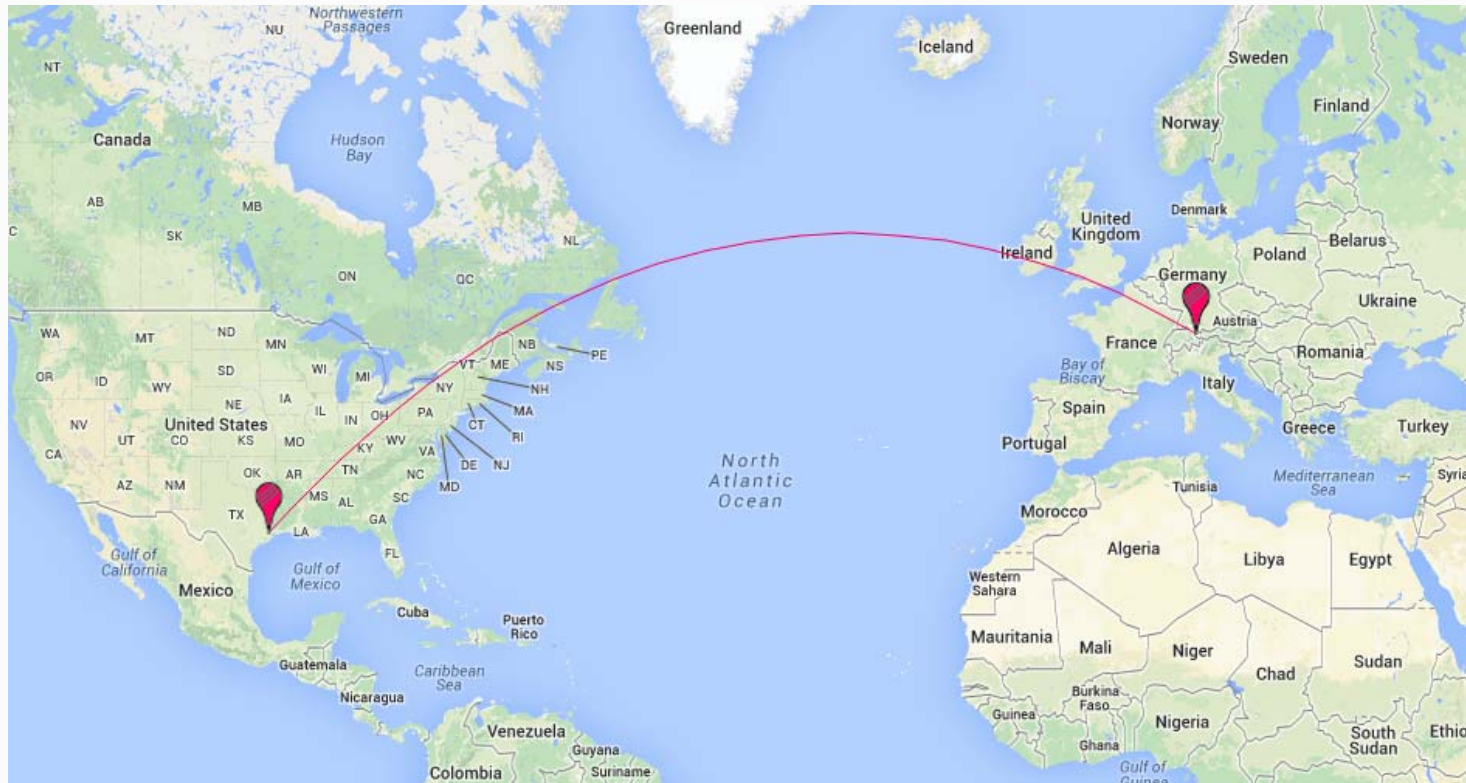 Northwestern
Passages
Greenland
Iceland
NU
NT
Sweden
Finland
Norway
Canada
Hudson
Bay
AB
MB
SK
NL
Denmark
United
Kingdom
Ireland
Belarus
Poland
ON
QC
Germany
Ukraine
C
WA
MT
ND
MN
NB
PE
Austria
France
Romania
OR
ID
WY
SD
WI
MI
VT
ME
NS
NY
NH
Bay of
Biscay
Italy
NV
UT
CO
NE
IA
IL
IN
OH
PA
MA
CT
RI
United States
KS
MO
Spain
Portugal
Greece
Turkey
CA
KY
WV
VA
DE
NJ
MD
AZ
NM
OK
AR
TN
NC
North
Atlantic
Ocean
Mediterranean
Sea
Syria
Tunisia
MS
AL
SC
GA
TX
LA
FL
Morocco
Algeria
Libya
Egypt
Gulf of
California
Gulf of
Mexico
Mexico
Western
Sahara
Cuba
Puerto
Rico
Mauritania
Mali
Niger
Chad
Sudan
Guatemala
Caribbean
Sea
Nicaragua
Burkina
Faso
Guinea
Nigeria
Venezuela
Guyana
Suriname
Colombia
Ghana
South
Sudan
Ethio
Gulf of
Guinea